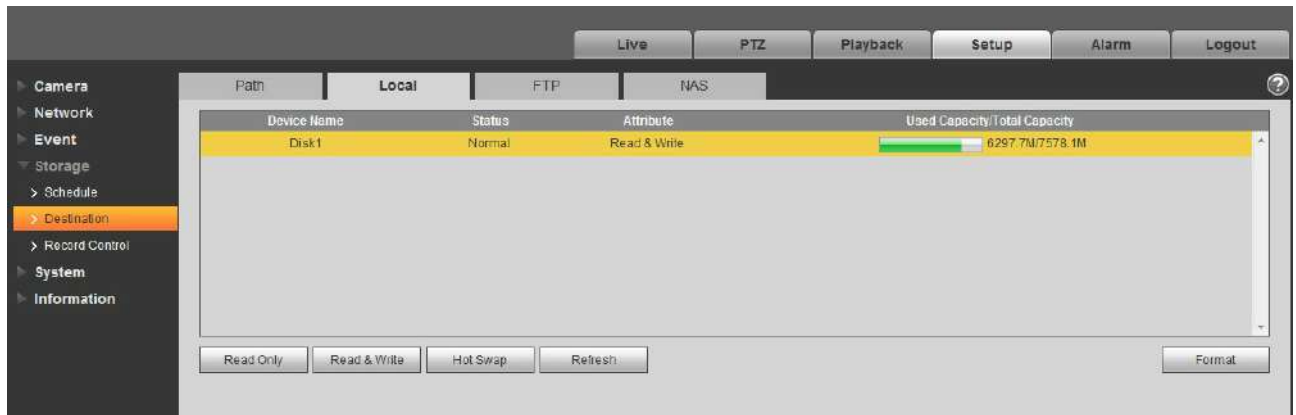 Live PTZ Playback Setup Alarm Logout
Camera
Network
Event
Storage
Schedule
Destination
Record Control
System
Information
Path Local FTP NAS ?
Device Name Status Attribute Used Capacity/Total Capacity
Disk1 Normal Read & Write 6297.7M/7578.1M
Read Only Read & Write Hot Swap Refresh Format